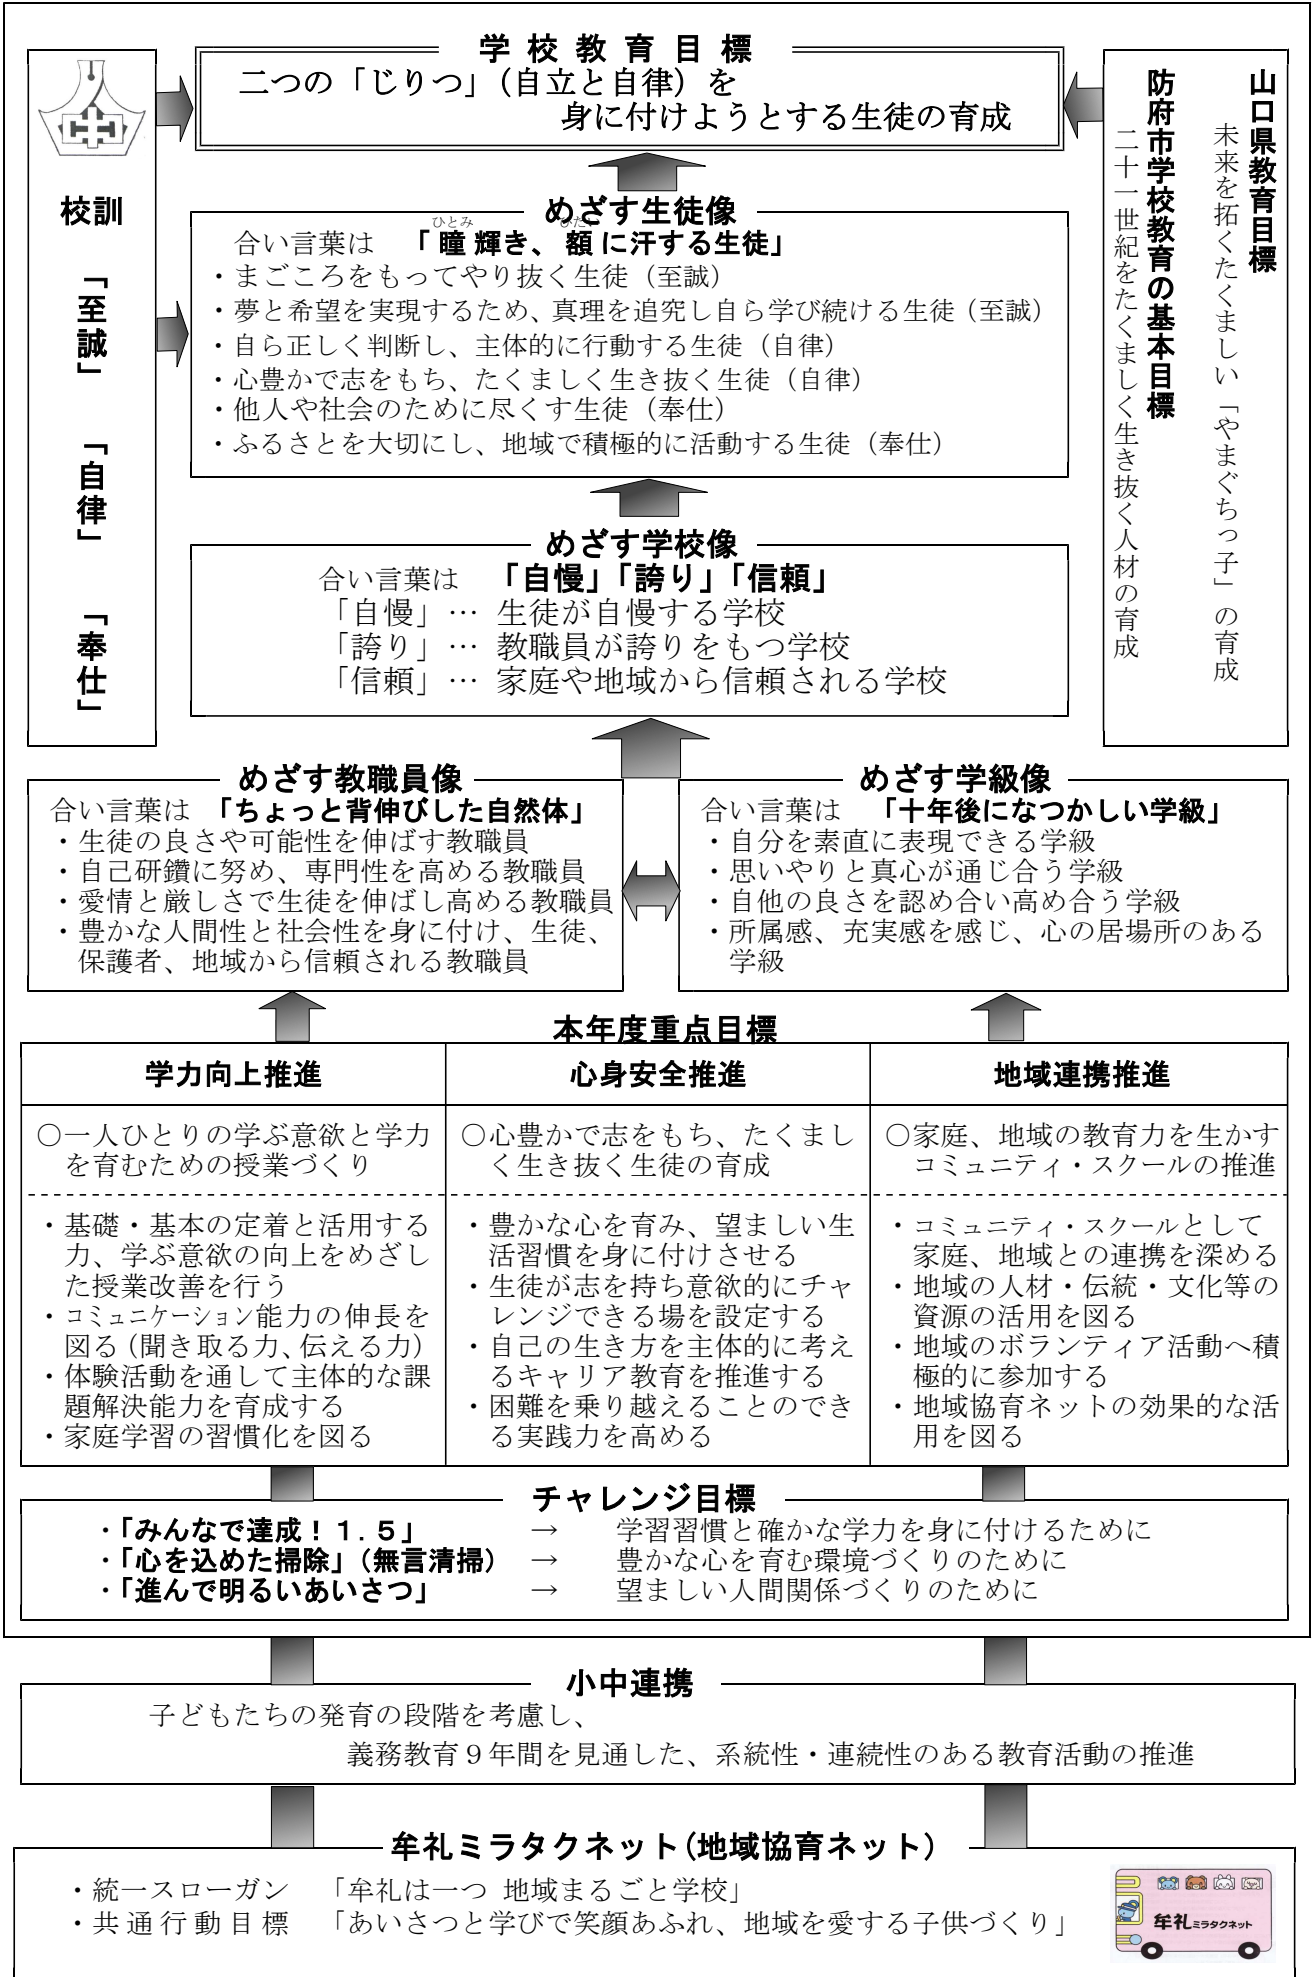 学校教育目標
二つの「じりつ」（自立と自律）を
身に付けようとする生徒の育成
校訓
「至誠」
「自律」
「奉仕」
山口県教育目標
未来を拓くたくましい「やまぐちっ子」の育成
防府市学校教育の基本目標
二十一世紀をたくましく生き抜く人材の育成
めざす生徒像
ひとみ ひたい
合い言葉は 「瞳輝き、額に汗する生徒」
・まごころをもってやり抜く生徒（至誠）
・夢と希望を実現するため、真理を追究し自ら学び続ける生徒（至誠）
・自ら正しく判断し、主体的に行動する生徒（自律）
・心豊かで志をもち、たくましく生き抜く生徒（自律）
・他人や社会のために尽くす生徒（奉仕）
・ふるさとを大切にし、地域で積極的に活動する生徒（奉仕）
めざす学校像
合い言葉は 「自慢」「誇り」「信頼」
「自慢」… 生徒が自慢する学校
「誇り」… 教職員が誇りをもつ学校
「信頼」… 家庭や地域から信頼される学校
めざす教職員像
合い言葉は 「ちょっと背伸びした自然体」
・生徒の良さや可能性を伸ばす教職員
・自己研鑽に努め、専門性を高める教職員
・愛情と厳しさで生徒を伸ばし高める教職員
・豊かな人間性と社会性を身に付け、生徒、
保護者、地域から信頼される教職員
めざす学級像
合い言葉は 「十年後になつかしい学級」
・自分を素直に表現できる学級
・思いやりと真心が通じ合う学級
・自他の良さを認め合い高め合う学級
・所属感、充実感を感じ、心の居場所のある
学級
本年度重点目標
学力向上推進
○一人ひとりの学ぶ意欲と学力
を育むための授業づくり
・基礎・基本の定着と活用する
力、学ぶ意欲の向上をめざし
た授業改善を行う
・コミュニケーション能力の伸長を
図る（聞き取る力、伝える力）
・体験活動を通して主体的な課
題解決能力を育成する
・家庭学習の習慣化を図る
心身安全推進
○心豊かで志をもち、たくまし
く生き抜く生徒の育成
・豊かな心を育み、望ましい生
活習慣を身に付けさせる
・生徒が志を持ち意欲的にチャ
レンジできる場を設定する
・自己の生き方を主体的に考え
るキャリア教育を推進する
・困難を乗り越えることのでき
る実践力を高める
地域連携推進
○家庭、地域の教育力を生かす
コミュニティ・スクールの推進
・コミュニティ・スクールとして
家庭、地域との連携を深める
・地域の人材・伝統・文化等の
資源の活用を図る
・地域のボランティア活動へ積
極的に参加する
・地域協育ネットの効果的な活
用を図る
チャレンジ目標
・「みんなで達成！１．５」 → 学習習慣と確かな学力を身に付けるために
・「心を込めた掃除」（無言清掃） → 豊かな心を育む環境づくりのために
・「進んで明るいあいさつ」 → 望ましい人間関係づくりのために
小中連携
子どもたちの発育の段階を考慮し、
義務教育９年間を見通した、系統性・連続性のある教育活動の推進
牟礼ミラタクネット（地域協育ネット）
・統一スローガン 「牟礼は一つ 地域まるごと学校」
・共通行動目標 「あいさつと学びで笑顔あふれ、地域を愛する子供づくり」
牟礼ミラタクネット